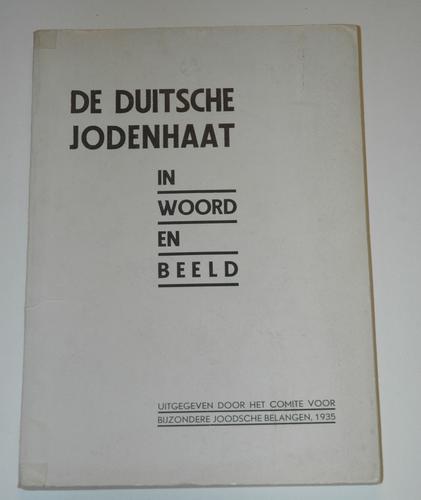 DE DUITSCHE
JODENHAAT
IN
WOORD
EN
BEELD
UITGEGEVEN DOOR HET COMITE VOOR
BIJZONDERE JOODSCHE BELANGEN, 1935